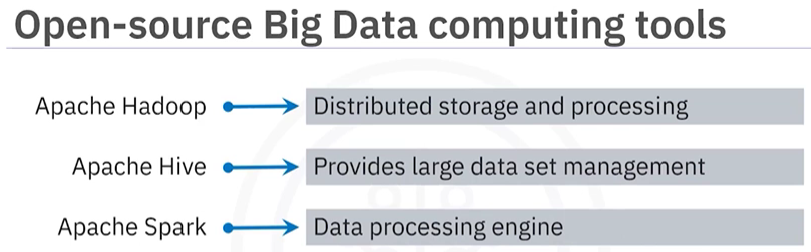 Open-source Big Data computing tools
Apache Hadoop Distributed storage and processing
Apache Hive Provides large data set management
Apache Spark Data processing engine